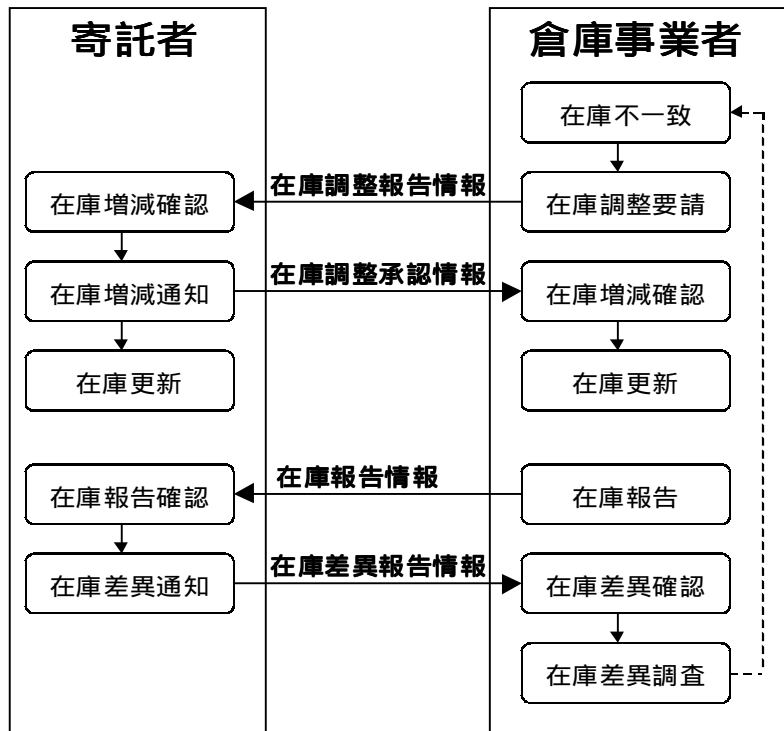 寄託者
倉庫事業者
在庫不一致
在庫調整報告情報
在庫増減確認
在庫調整要請
在庫調整承認情報
在庫増減通知
在庫増減確認
在庫更新
在庫更新
在庫報告情報
在庫報告確認
在庫報告
在庫差異報告情報
在庫差異通知
在庫差異確認
在庫差異調査